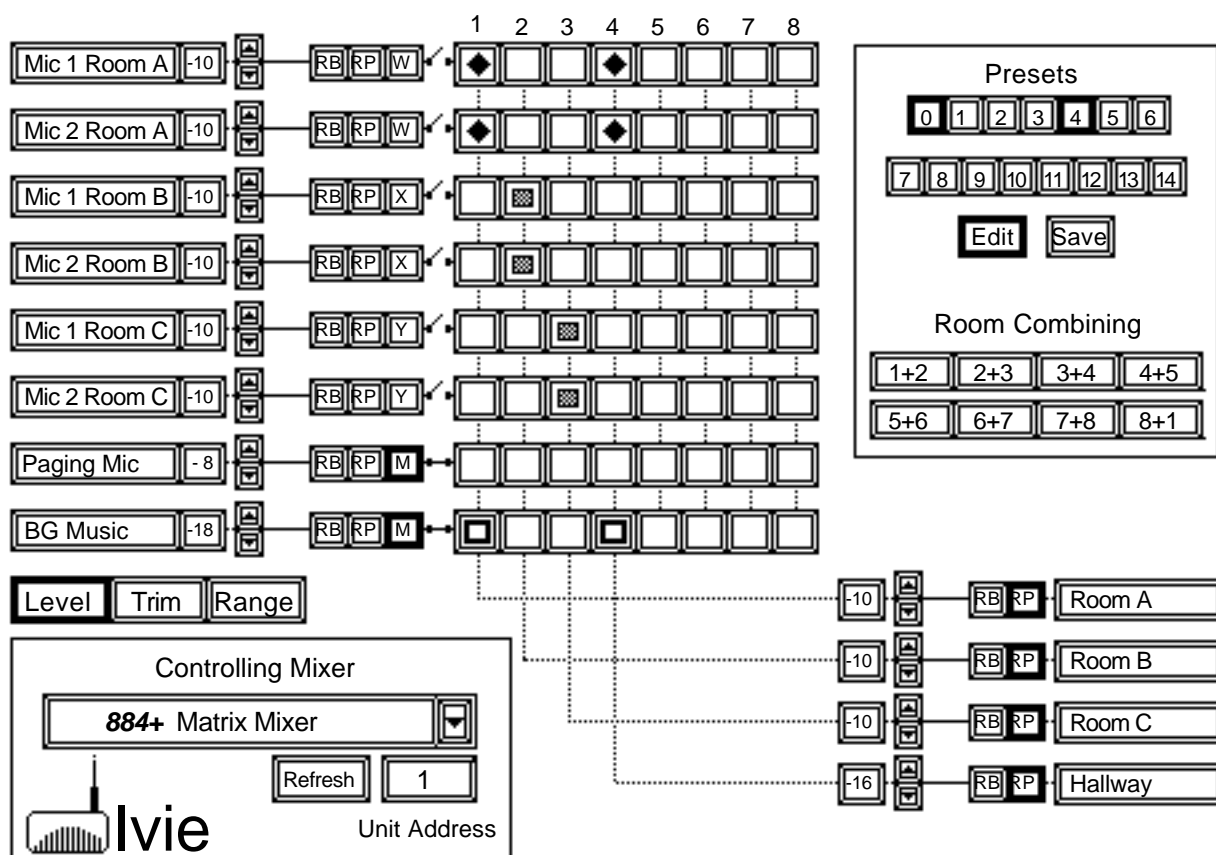 1 2 3 4 5 6 7 8
Mic 1 Room A -10 RB RP W
Mic 2 Room A -10 RB RP W
Mic 1 Room B -10 RB RP X
Mic 2 Room B -10 RB RP X
Mic 1 Room C -10 RB RP Y
Mic 2 Room C -10 RB RP Y
Paging Mic - 8 RB RP M
BG Music -18 RB RP M
Presets
0 1 2 3 4 5 6
7 8 9 10 11 12 13 14
Edit Save
Room Combining
1+2 2+3 3+4 4+5
5+6 6+7 7+8 8+1
Level Trim Range
-10 RB RP Room A
-10 RB RP Room B
-10 RB RP Room C
-16 RB RP Hallway
Controlling Mixer
884+ Matrix Mixer
Refresh 1
Ivie Unit Address